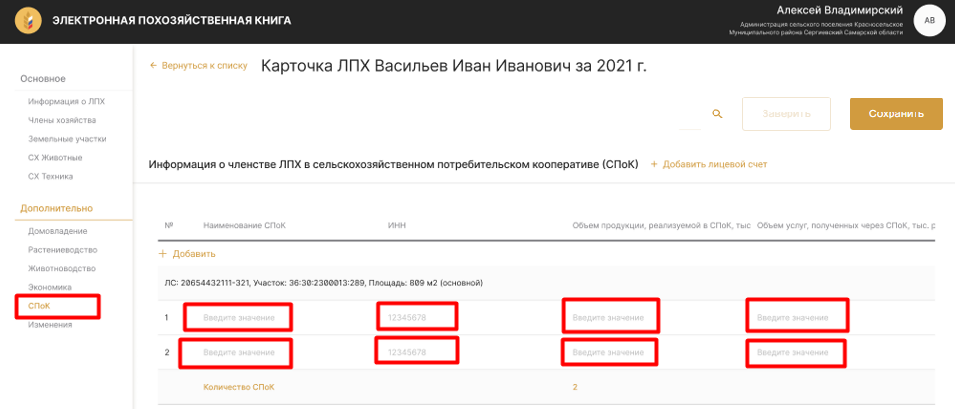 ЭЛЕКТРОННАЯ ПОХОЗЯЙСТВЕННАЯ КНИГА
Алексей Владимирский
Администрация сельского поселения Красносельское
Муниципального района Сергиевский Самарской области
АВ
Основное
Информация о ЛПХ
Члены хозяйства
Земельные участки
СХ Животные
СХ Техника
Дополнительно
Домовладение
Растениеводство
Животноводство
Экономика
СПоК
Изменения
← Вернуться к списку
Карточка ЛПХ Васильев Иван Иванович за 2021 г.
Заверить
Сохранить
Информация о членстве ЛПХ в сельскохозяйственном потребительском кооперативе (СПоК)
+ Добавить лицевой счет
№ Наименование СПоК ИНН Объем продукции, реализуемой в СПоК, тыс Объем услуг, полученных через СПоК, тыс. р
+ Добавить
ЛС: 20654432111-321, Участок: 36:30:2300013:289, Площадь: 809 м2 (основной)
1 Введите значение 12345678 Введите значение Введите значение
2 Введите значение 12345678 Введите значение Введите значение
Количество СПоК 2